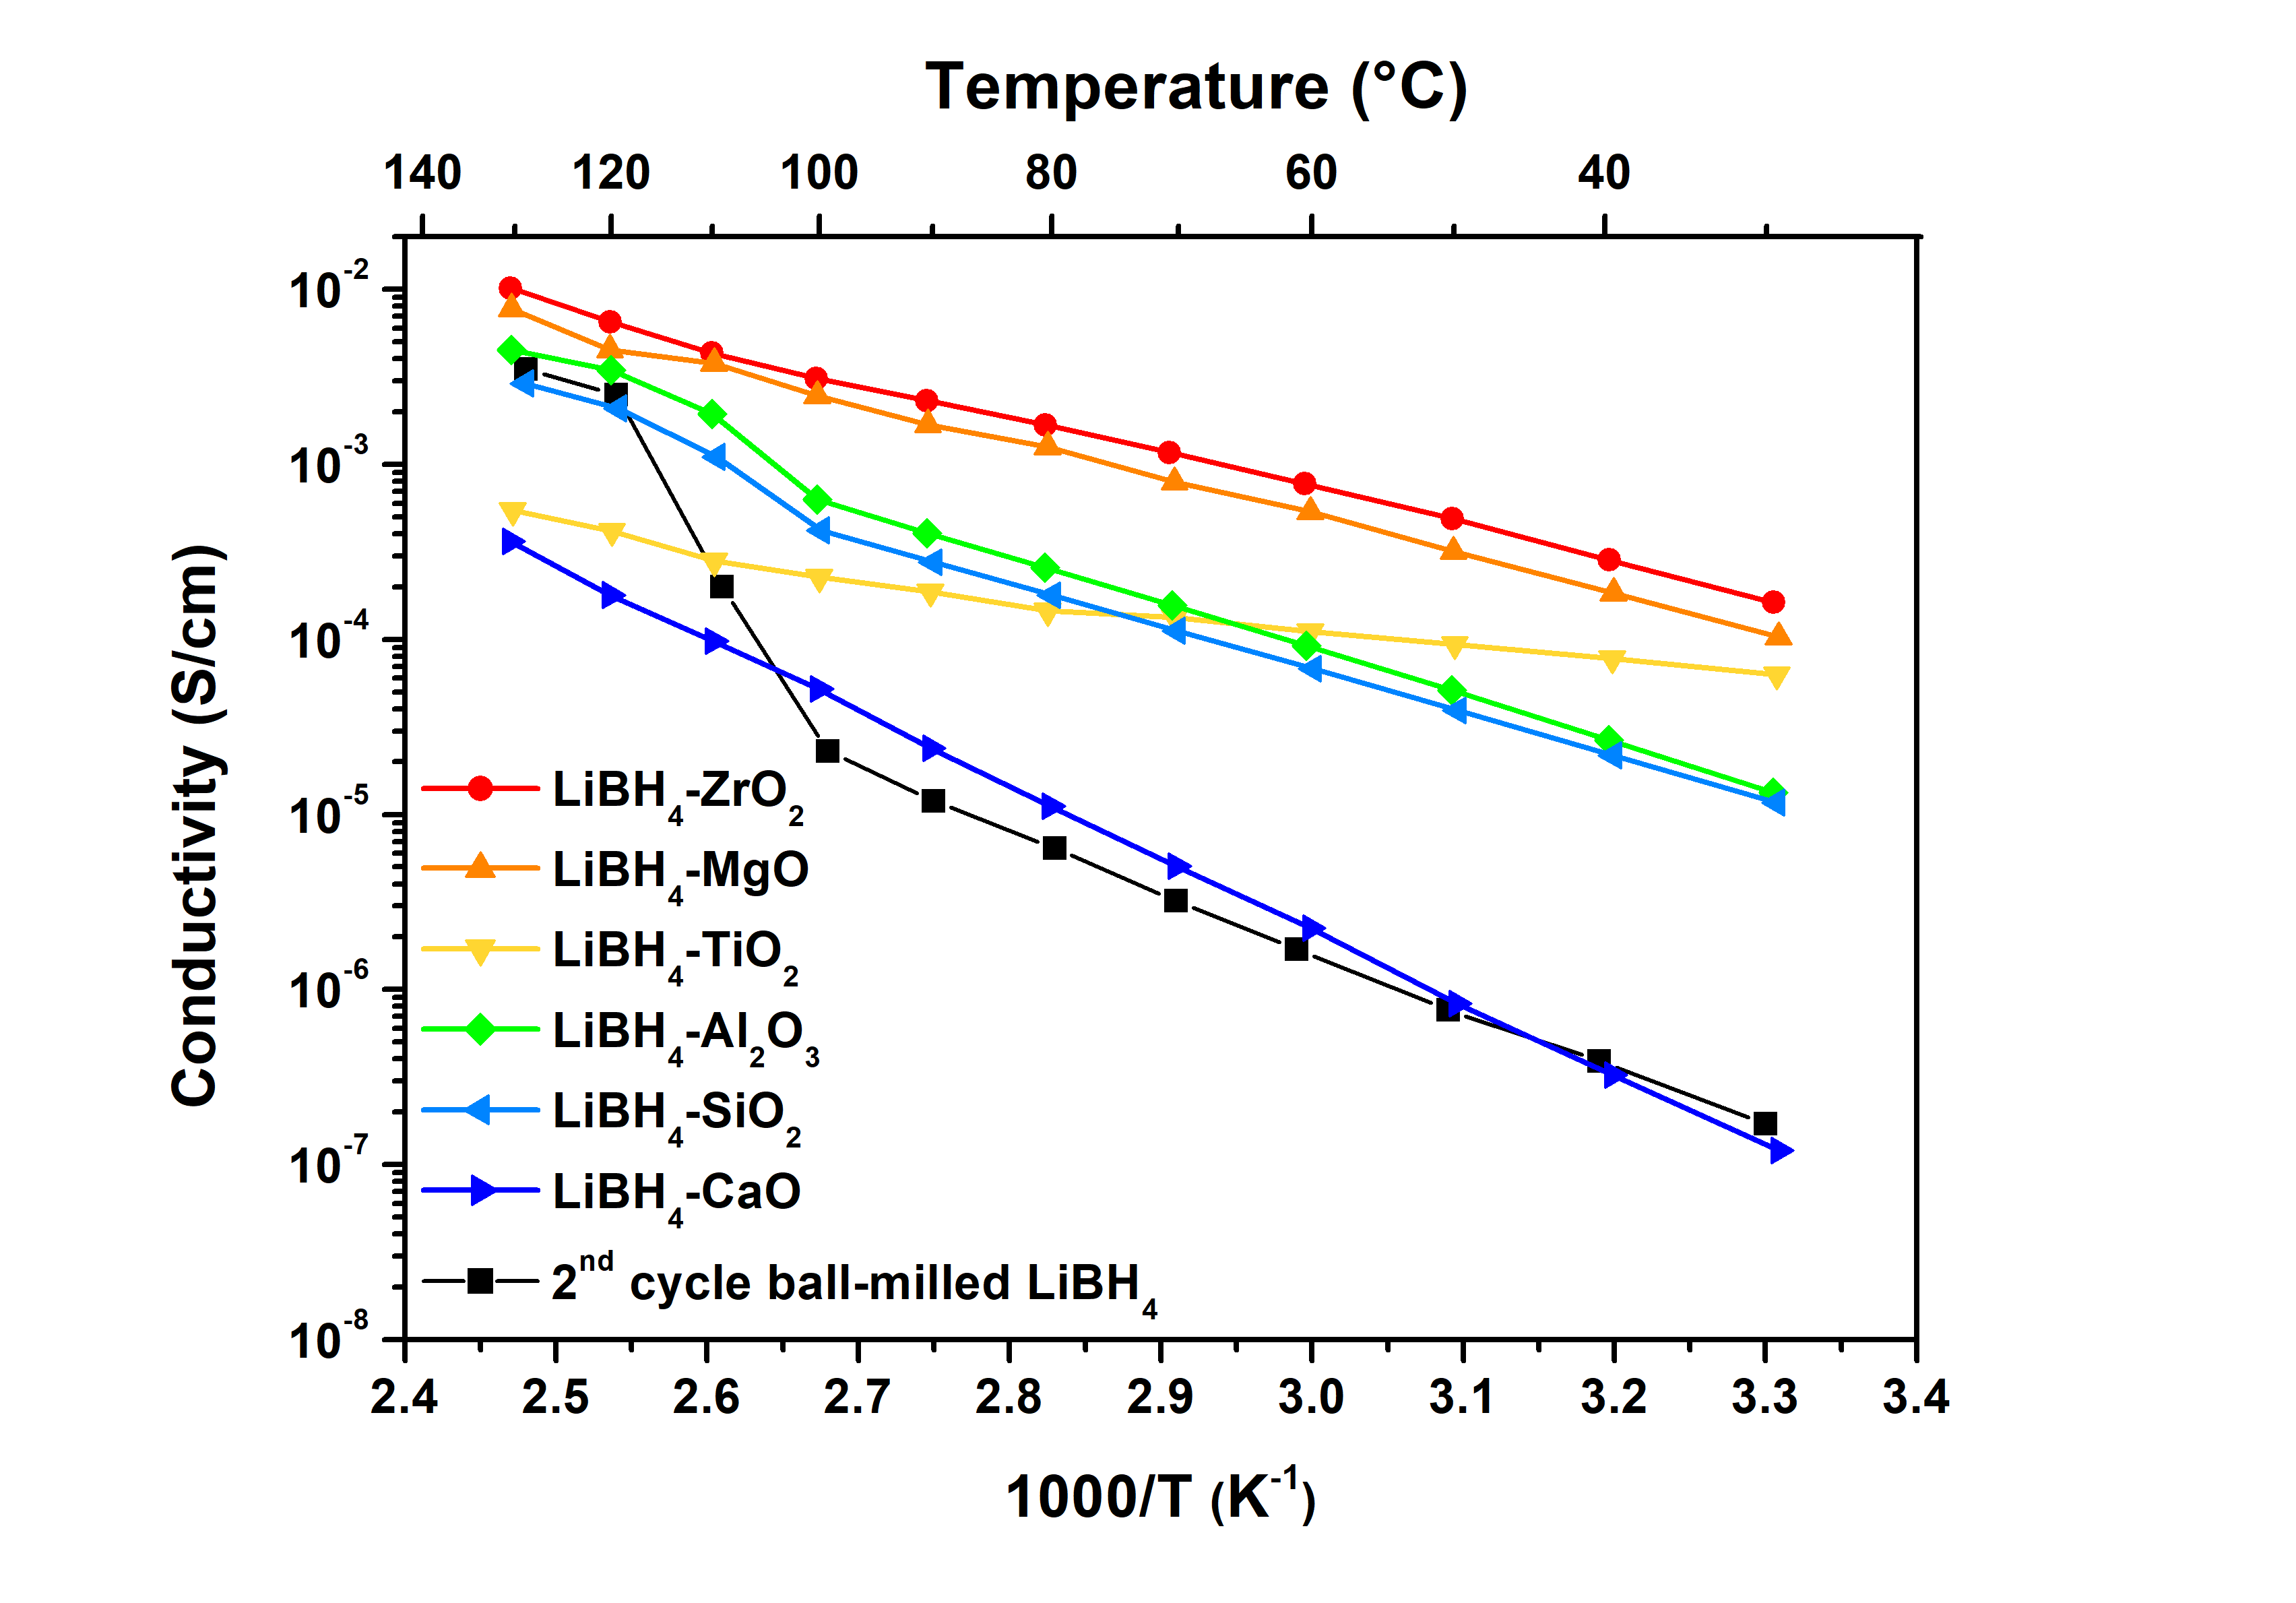 Temperature (°C)
140 120 100 80 60 40
10⁻²
10⁻³
10⁻⁴
10⁻⁵
10⁻⁶
10⁻⁷
10⁻⁸
Conductivity (S/cm)
LiBH₄-ZrO₂
LiBH₄-MgO
LiBH₄-TiO₂
LiBH₄-Al₂O₃
LiBH₄-SiO₂
LiBH₄-CaO
2ⁿᵈ cycle ball-milled LiBH₄
2.4 2.5 2.6 2.7 2.8 2.9 3.0 3.1 3.2 3.3 3.4
1000/T (K⁻¹)